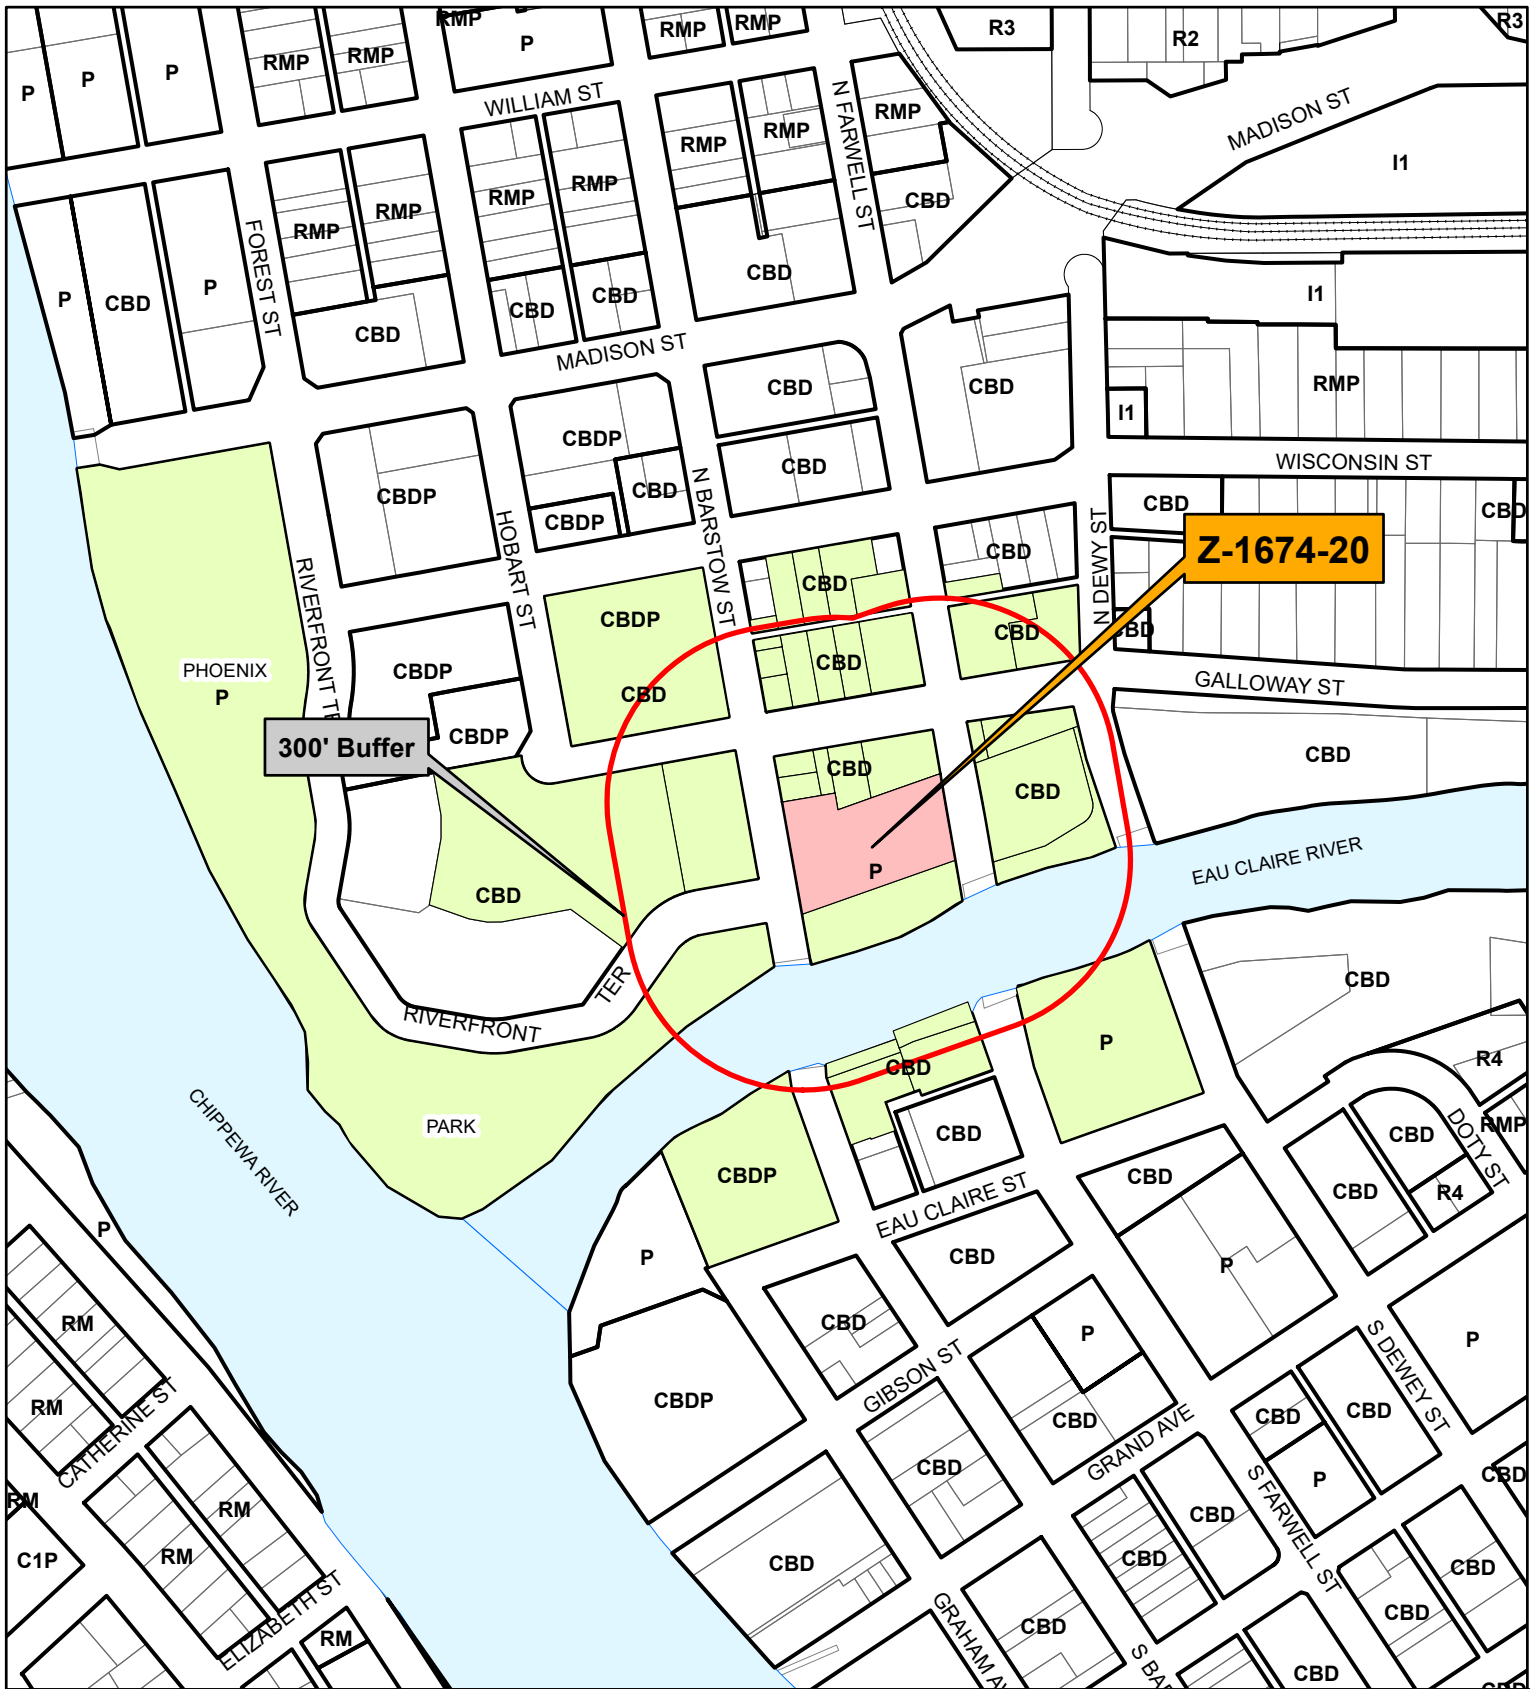 RMP
RMP
RMP
R3
R3
P
R2
RMP
RMP
P
P
P
WILLIAM ST
N FARWELL ST
RMP
MADISON ST
RMP
RMP
I1
RMP
RMP
RMP
CBD
RMP
FOREST ST
P
CBD
P
CBD
CBD
CBD
I1
CBD
MADISON ST
CBD
CBD
RMP
I1
CBDP
CBD
WISCONSIN ST
CBDP
CBD
N BARSTOW ST
CBD
CBD
CBDP
HOBART ST
CBD
N DEWY ST
Z-1674-20
RIVERFRONT TE
CBD
CBDP
CBD
CBD
CBD
PHOENIX
P
CBDP
CBD
GALLOWAY ST
300' Buffer
CBDP
CBD
CBD
CBD
P
EAU CLAIRE RIVER
CBD
TER
RIVERFRONT
CBD
P
CBD
R4
CHIPPEWA RIVER
PARK
CBD
CBD
DOTY ST
RMP
CBDP
CBD
CBD
R4
EAU CLAIRE ST
P
P
CBD
P
RM
CBD
P
S DEWEY ST
P
GIBSON ST
RM
CATHERINE ST
CBDP
CBD
GRAND AVE
CBD
CBD
CBD
S FARWELL ST
P
CBD
RM
RM
CBD
C1P
RM
CBD
CBD
CBD
ELIZABETH ST
GRAHAM AV
CBD
CBD
RM
S BA
CBD
CBD